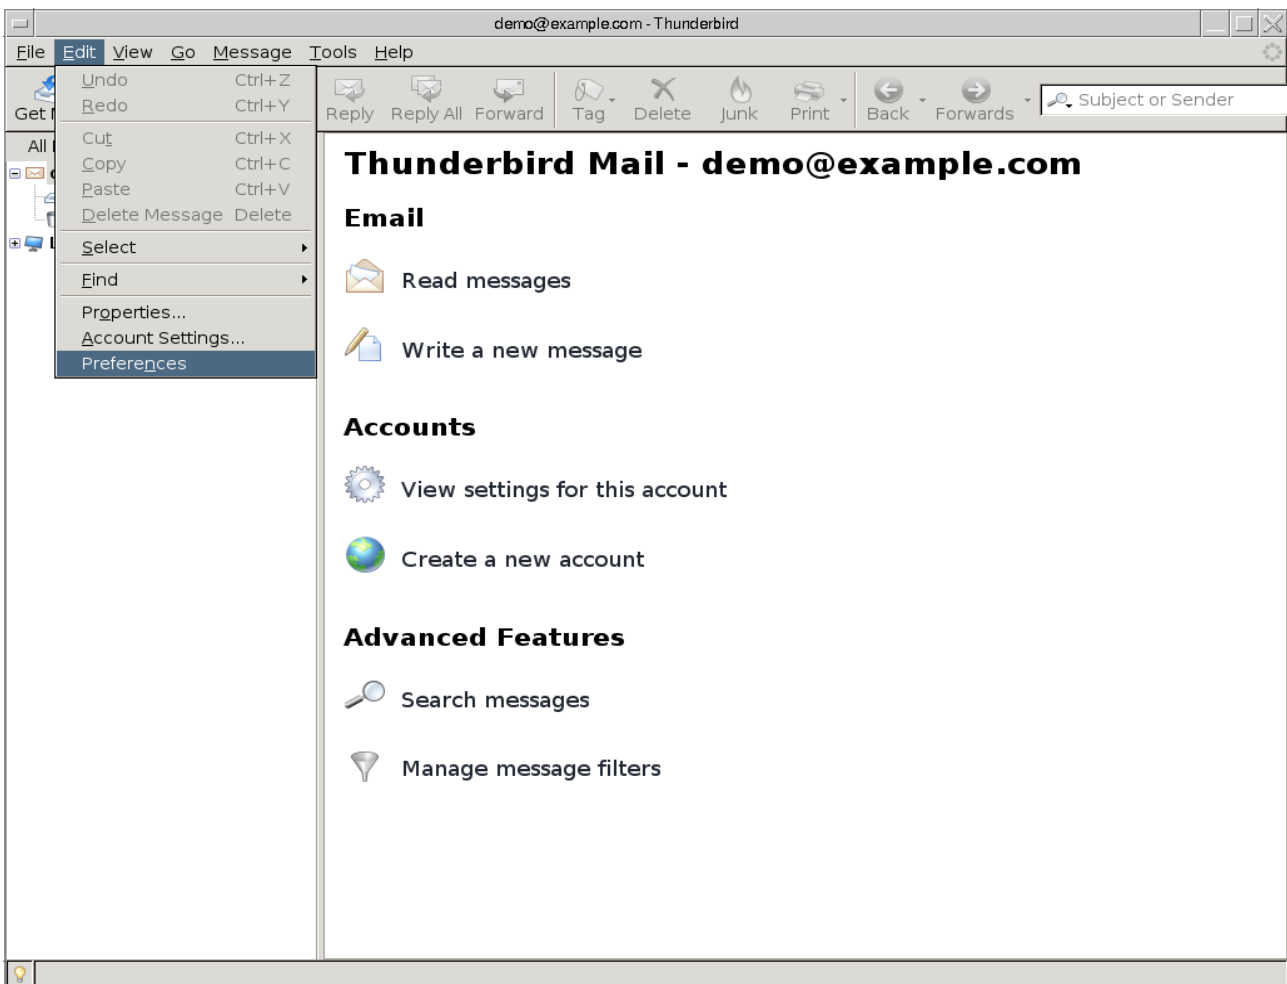 demo@example.com - Thunderbird
File Edit View Go Message Tools Help
Get
Reply Reply All Forward Tag Delete Junk Print Back Forwards Subject or Sender
Undo Ctrl+Z
Redo Ctrl+Y
Cut Ctrl+X
Copy Ctrl+C
Paste Ctrl+V
Delete Message Delete
Select
Find
Properties...
Account Settings...
Preferences
All
Thunderbird Mail - demo@example.com
Email
Read messages
Write a new message
Accounts
View settings for this account
Create a new account
Advanced Features
Search messages
Manage message filters